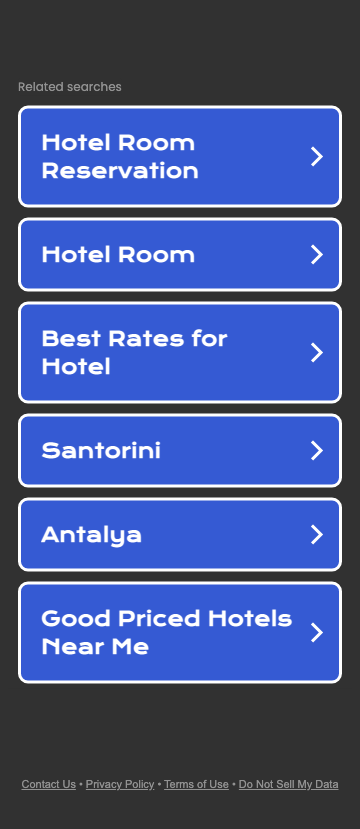 Related searches
Hotel Room
Reservation
Hotel Room
Best Rates for
Hotel
Santorini
Antalya
Good Priced Hotels
Near Me
Contact Us • Privacy Policy • Terms of Use • Do Not Sell My Data